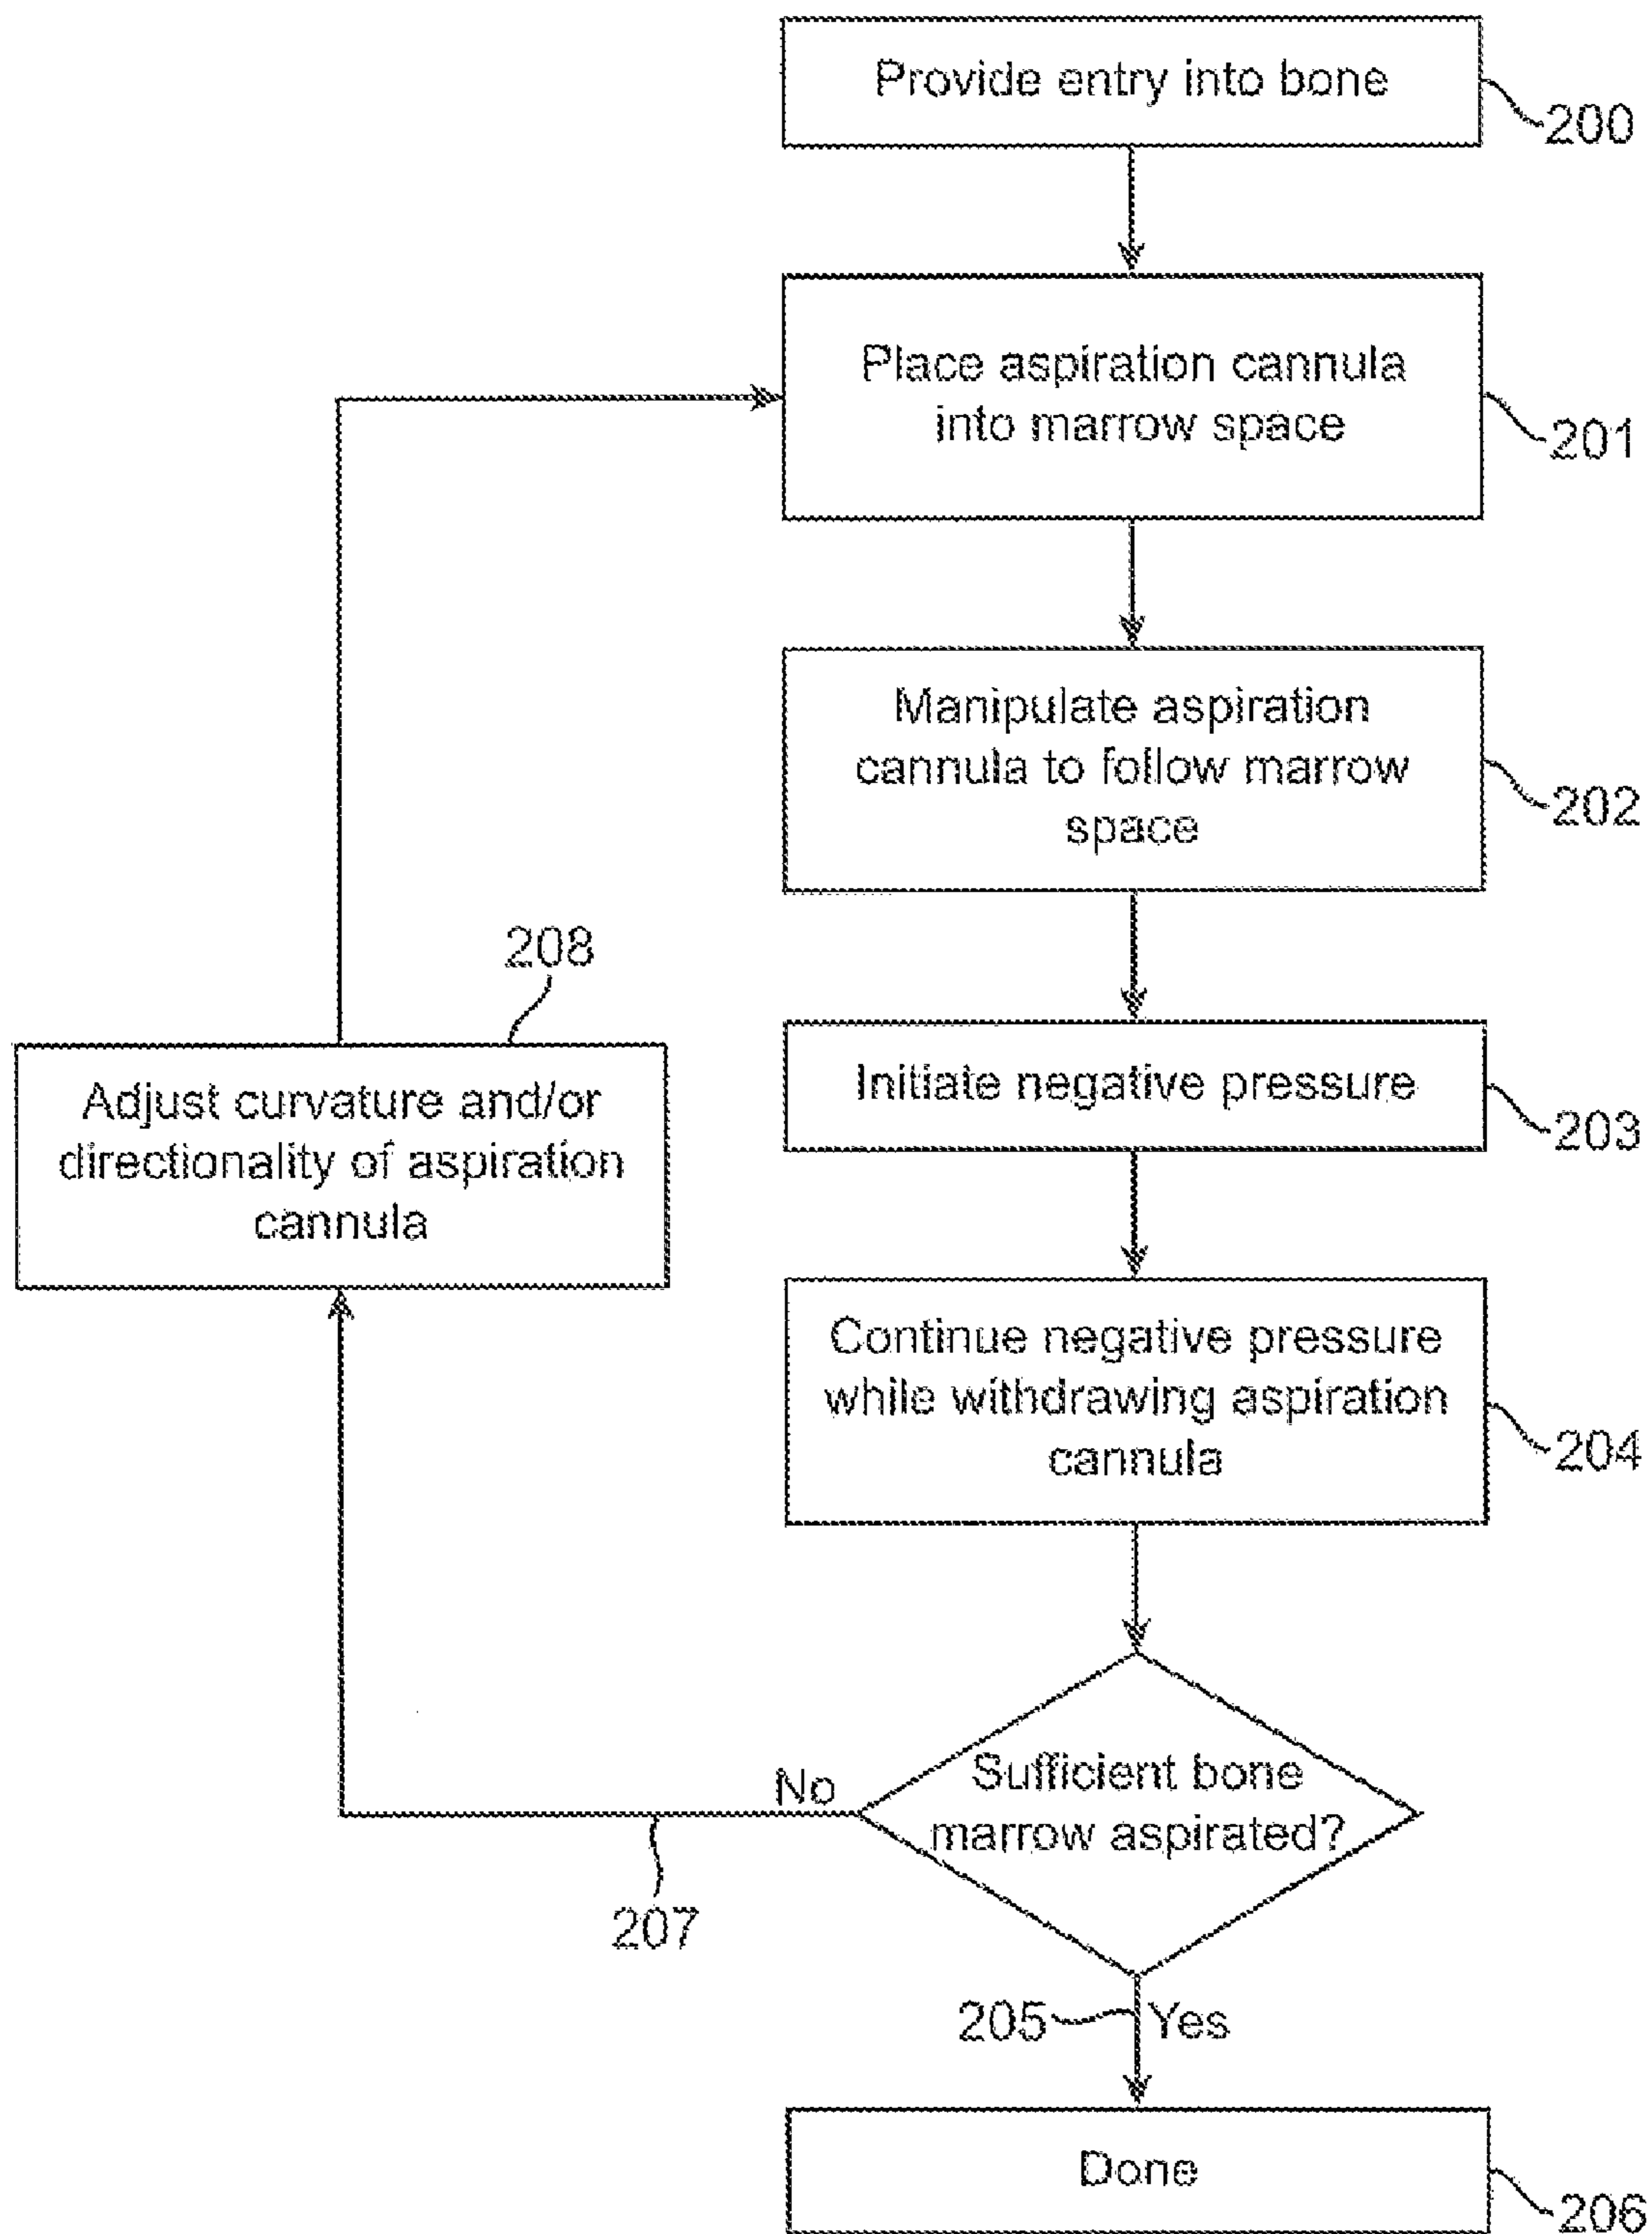 Provide entry into bone
200
Place aspiration cannula
into marrow space
201
Manipulate aspiration
cannula to follow marrow
space
202
208
Adjust curvature and/or
directionality of aspiration
cannula
Initiate negative pressure
203
Continue negative pressure
while withdrawing aspiration
cannula
204
No
Sufficient bone
marrow aspirated?
207
205
Yes
Done
206